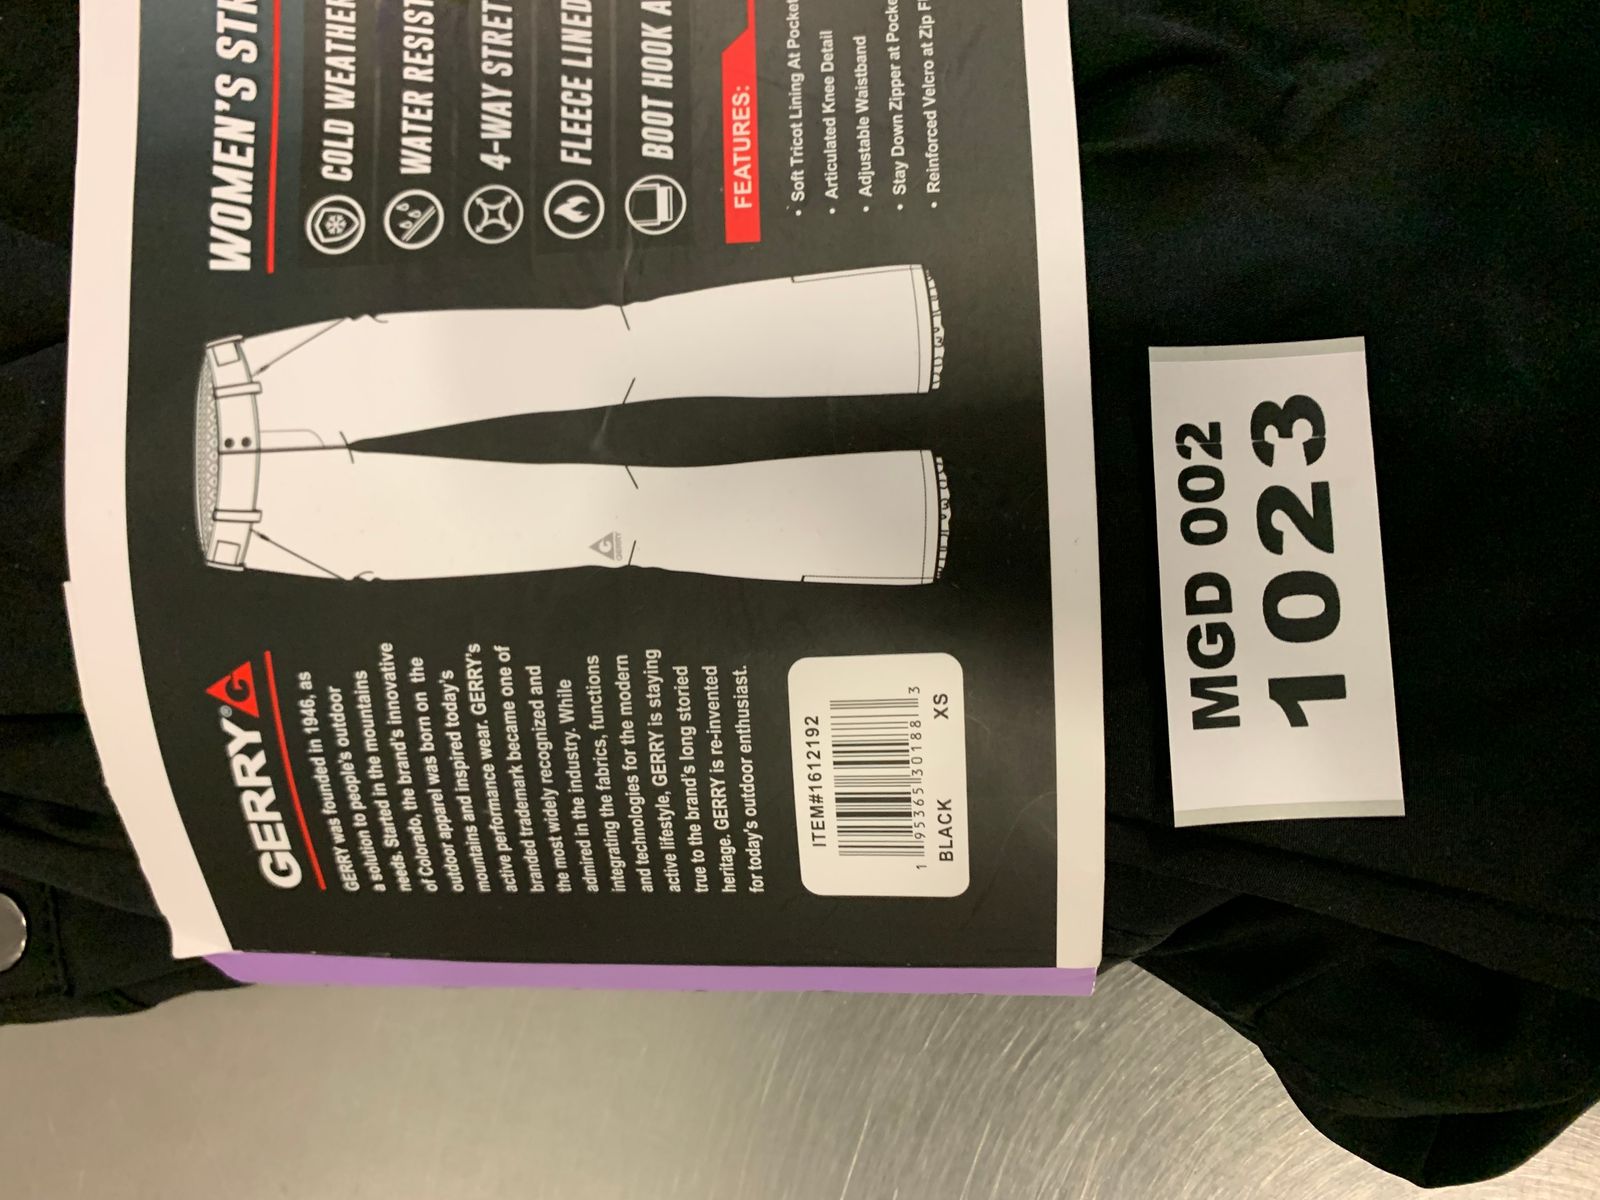 GERRY®
GERRY was founded in 1946, as
a solution to people's outdoor
needs. Started in the mountains
of Colorado, the brand's innovative
outdoor apparel was born on the
mountains and inspired today's
active performance wear. GERRY's
branded trademark became one of
the most widely recognized and
admired in the industry. While
integrating the fabrics, functions
and technologies for the modern
active lifestyle, GERRY is staying
true to the brand's long storied
heritage. GERRY is re-invented
for today's outdoor enthusiast.
ITEM#1612192
1 95365 30188 3
BLACK XS
G
GERRY
WOMEN'S STR
COLD WEATHER
WATER RESIST
4-WAY STRET
FLEECE LINED
BOOT HOOK A
FEATURES:
• Soft Tricot Lining At Pocket
• Articulated Knee Detail
• Adjustable Waistband
• Stay Down Zipper at Pocke
• Reinforced Velcro at Zip Fl
MGD 002
1023